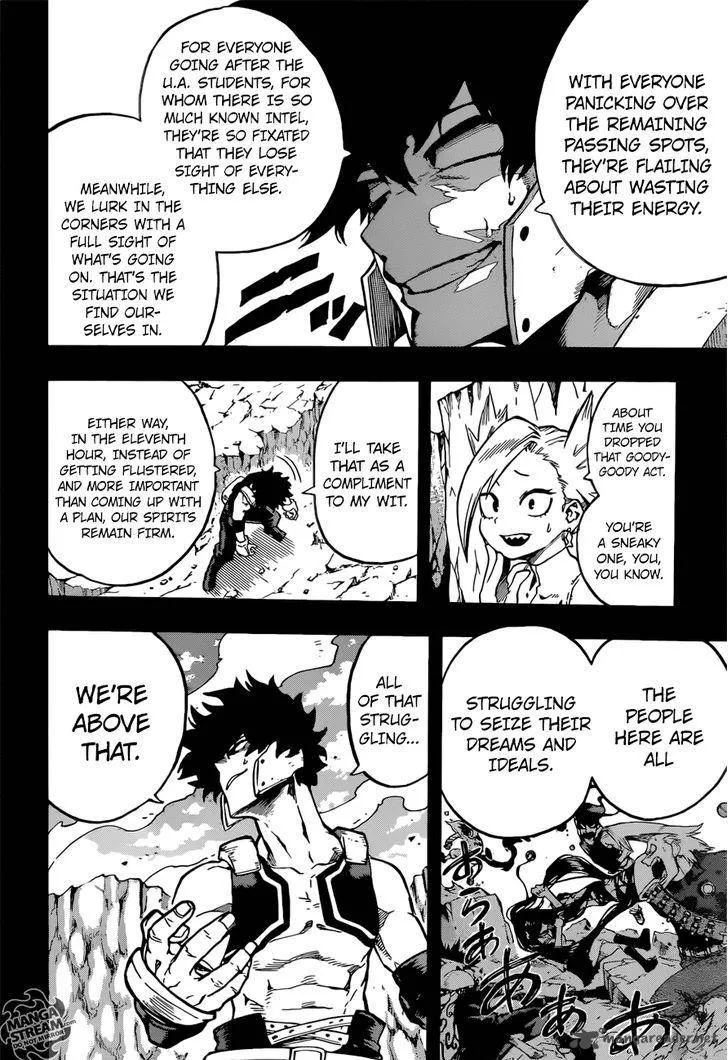 WITH EVERYONE
PANICKING OVER
THE REMAINING
PASSING SPOTS,
THEY'RE FLAILING
ABOUT WASTING
THEIR ENERGY.
FOR EVERYONE
GOING AFTER THE
U.A. STUDENTS, FOR
WHOM THERE IS SO
MUCH KNOWN INTEL,
THEY'RE SO FIXATED
THAT THEY LOSE
SIGHT OF EVERY-
THING ELSE.
MEANWHILE,
WE LURK IN THE
CORNERS WITH A
FULL SIGHT OF
WHAT'S GOING
ON. THAT'S THE
SITUATION WE
FIND OUR-
SELVES IN.
ABOUT
TIME YOU
DROPPED
THAT GOODY-
GOODY ACT.
YOU'RE
A SNEAKY
ONE, YOU,
YOU KNOW.
I'LL TAKE
THAT AS A
COMPLIMENT
TO MY WIT.
EITHER WAY,
IN THE ELEVENTH
HOUR, INSTEAD OF
GETTING FLUSTERED,
AND MORE IMPORTANT
THAN COMING UP WITH
A PLAN, OUR SPIRITS
REMAIN FIRM.
THE
PEOPLE
HERE ARE
ALL
STRUGGLING
TO SEIZE THEIR
DREAMS AND
IDEALS.
ALL
OF THAT
STRUG-
GLING...
WE'RE
ABOVE
THAT.
MANGA
STREAM
mangareader.net